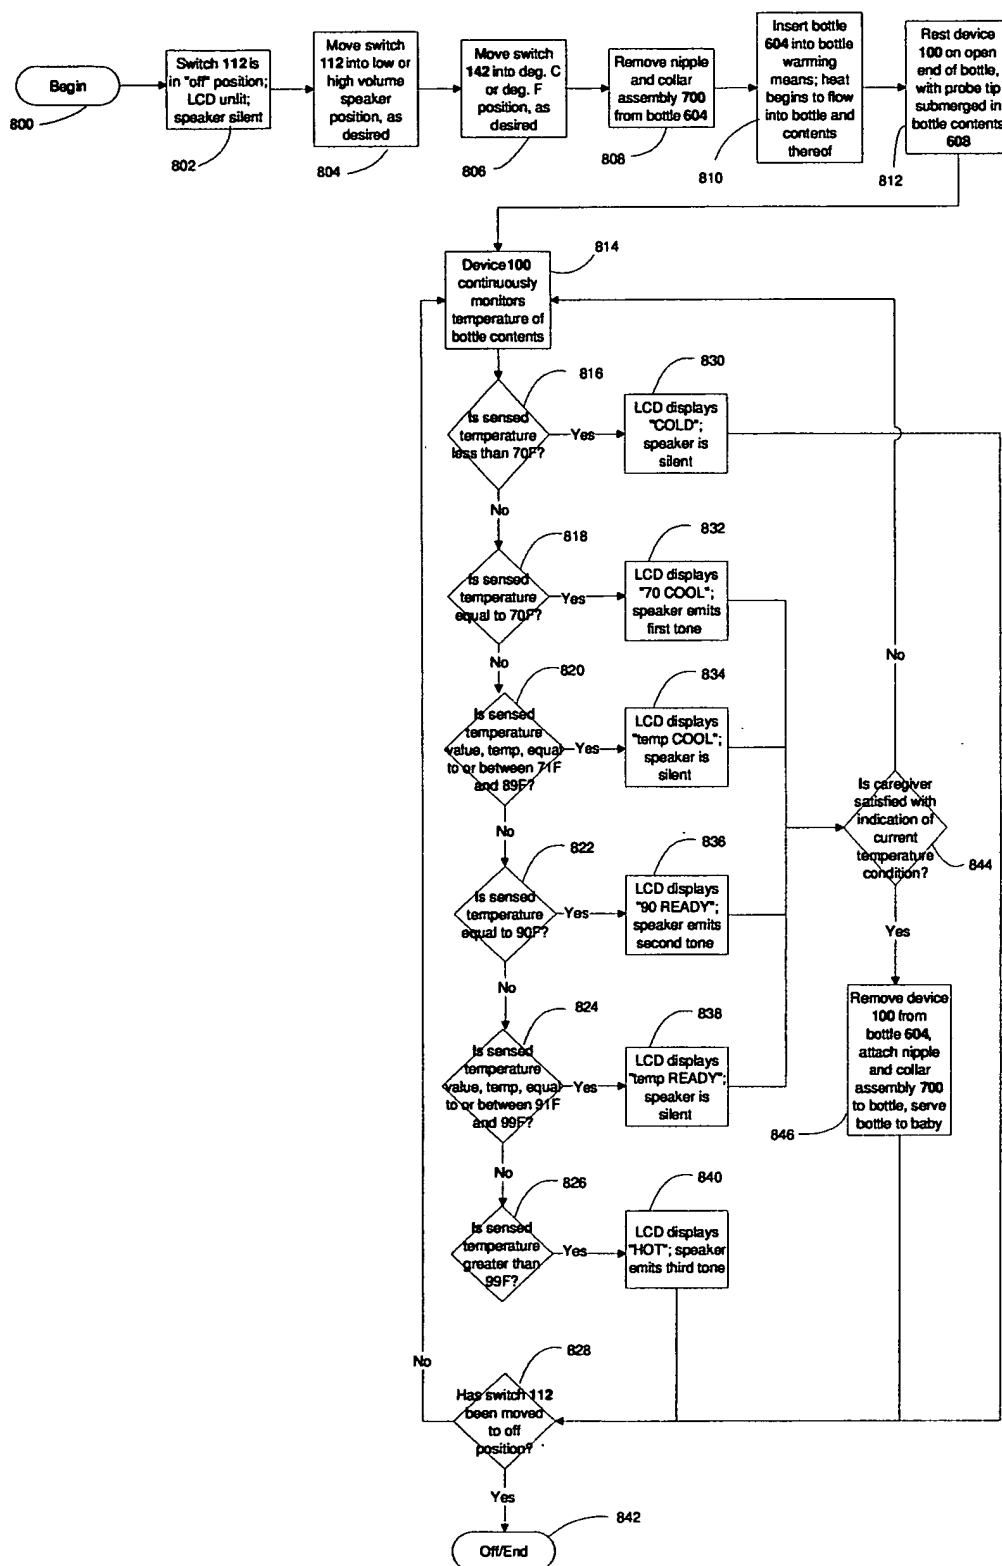 Begin
800
Switch 112 is
in "off" position;
LCD unlit;
speaker silent
802
Move switch
112 into low or
high volume
speaker
position, as
desired
804
Move switch
142 into deg. C
or deg. F
position, as
desired
806
Remove nipple
and collar
assembly 700
from bottle 604
808
Insert bottle
604 into bottle
warming
means; heat
begins to flow
into bottle and
contents
thereof
810
Rest device
100 on open
end of bottle,
with probe tip
submerged in
bottle contents
608
812
Device 100
continuously
monitors
temperature of
bottle contents
814
Is sensed
temperature
less than 70F?
816
Yes
LCD displays
"COLD";
speaker is
silent
830
No
Is sensed
temperature
equal to 70F?
818
Yes
LCD displays
"70 COOL";
speaker emits
first tone
832
No
Is sensed
temperature
value, temp, equal
to or between 71F
and 89F?
820
Yes
LCD displays
"temp COOL";
speaker is
silent
834
No
Is sensed
temperature
equal to 90F?
822
Yes
LCD displays
"90 READY";
speaker emits
second tone
836
No
Is sensed
temperature
value, temp, equal
to or between 91F
and 99F?
824
Yes
LCD displays
"temp READY";
speaker is
silent
838
No
Is sensed
temperature
greater than
99F?
826
Yes
LCD displays
"HOT"; speaker
emits third tone
840
No
Is caregiver
satisfied with
indication of
current
temperature
condition?
844
Yes
Remove device
100 from
bottle 604,
attach nipple
and collar
assembly 700
to bottle, serve
bottle to baby
846
No
Has switch 112
been moved
to off
position?
828
Yes
Off/End
842